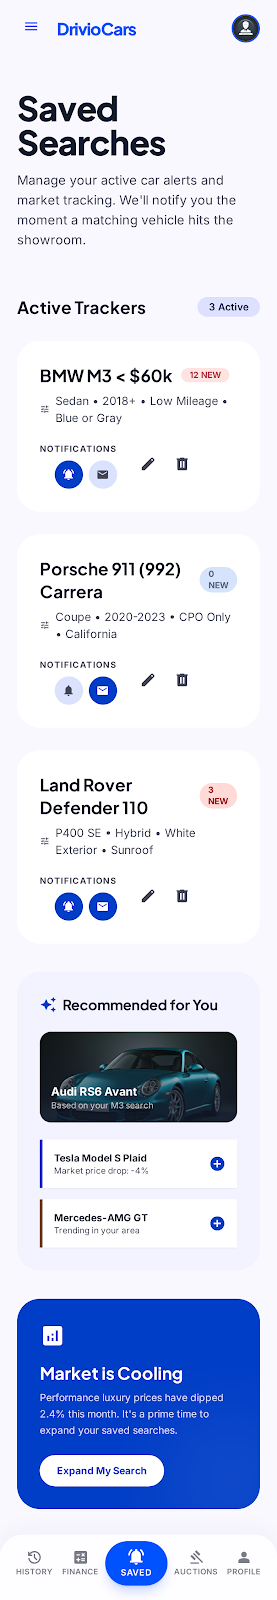 DrivioCars
Saved
Searches
Manage your active car alerts and
market tracking. We'll notify you the
moment a matching vehicle hits the
showroom.
Active Trackers
3 Active
BMW M3 < $60k
12 NEW
Sedan • 2018+ • Low Mileage •
Blue or Gray
NOTIFICATIONS
Porsche 911 (992)
Carrera
0
NEW
Coupe • 2020-2023 • CPO Only
• California
NOTIFICATIONS
Land Rover
Defender 110
3
NEW
P400 SE • Hybrid • White
Exterior • Sunroof
NOTIFICATIONS
Recommended for You
Audi RS6 Avant
Based on your M3 search
Tesla Model S Plaid
Market price drop: -4%
Mercedes-AMG GT
Trending in your area
Market is Cooling
Performance luxury prices have dipped
2.4% this month. It's a prime time to
expand your saved searches.
Expand My Search
HISTORY
FINANCE
SAVED
AUCTIONS
PROFILE